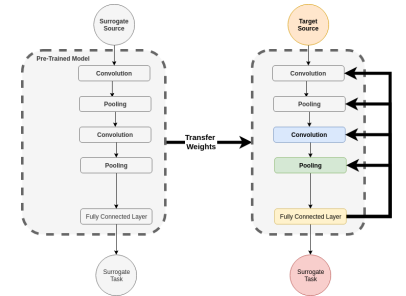 Surrogate
Source
Pre-Trained Model
Convolution
Pooling
Convolution
Pooling
Fully Connected Layer
Surrogate
Task
Transfer
Weights
Target
Source
Convolution
Pooling
Convolution
Pooling
Fully Connected Layer
Surrogate
Task